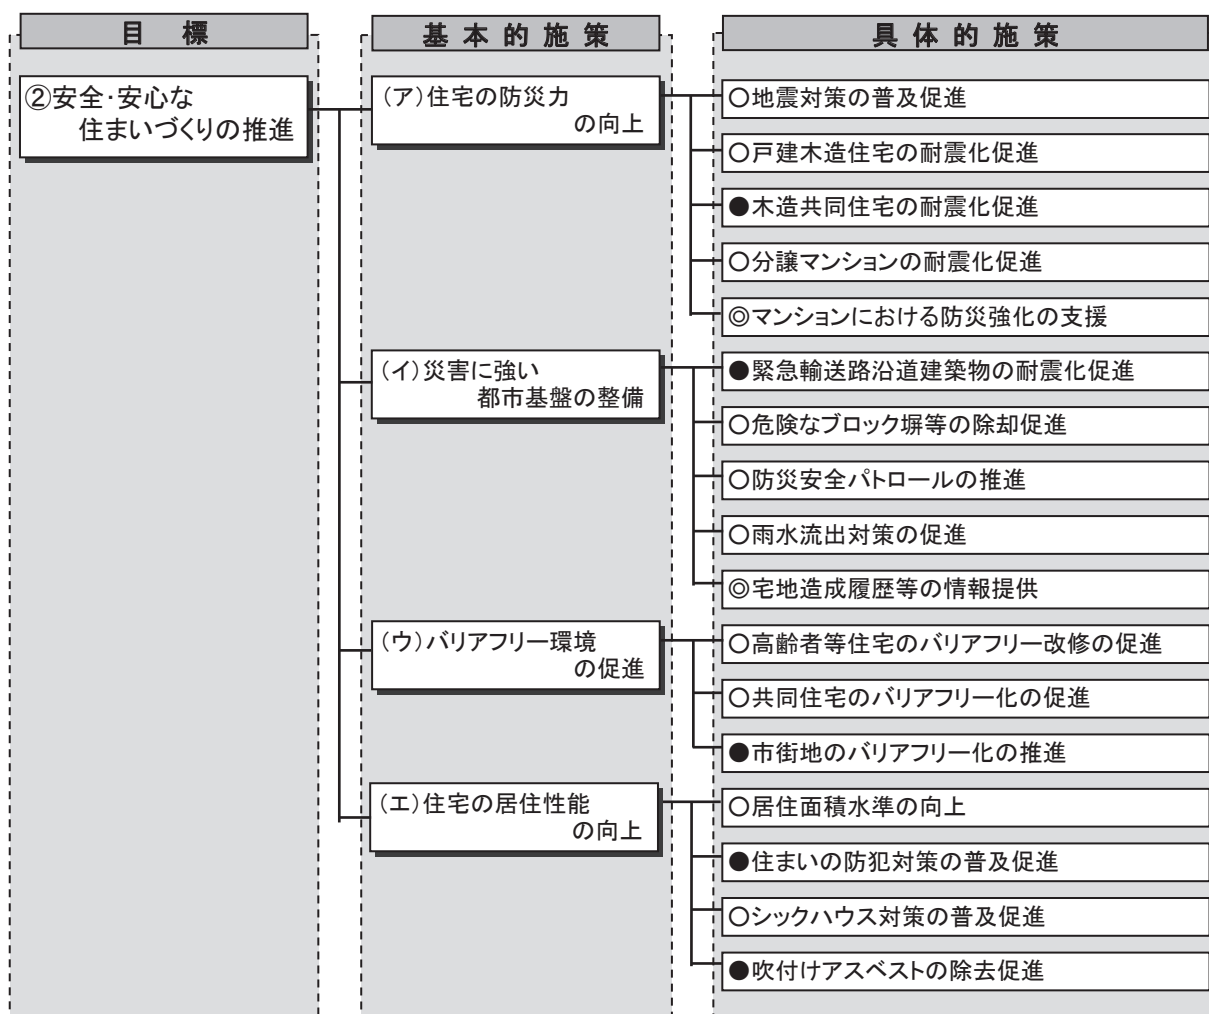 目 標
基本的施策
具体的施策
②安全・安心な
住まいづくりの推進
(ア)住宅の防災力
の向上
○地震対策の普及促進
○戸建木造住宅の耐震化促進
●木造共同住宅の耐震化促進
○分譲マンションの耐震化促進
◎マンションにおける防災強化の支援
(イ)災害に強い
都市基盤の整備
●緊急輸送路沿道建築物の耐震化促進
○危険なブロック塀等の除却促進
○防災安全パトロールの推進
○雨水流出対策の促進
◎宅地造成履歴等の情報提供
(ウ)バリアフリー環境
の促進
○高齢者等住宅のバリアフリー改修の促進
○共同住宅のバリアフリー化の促進
●市街地のバリアフリー化の推進
(エ)住宅の居住性能
の向上
○居住面積水準の向上
●住まいの防犯対策の普及促進
○シックハウス対策の普及促進
●吹付けアスベストの除去促進